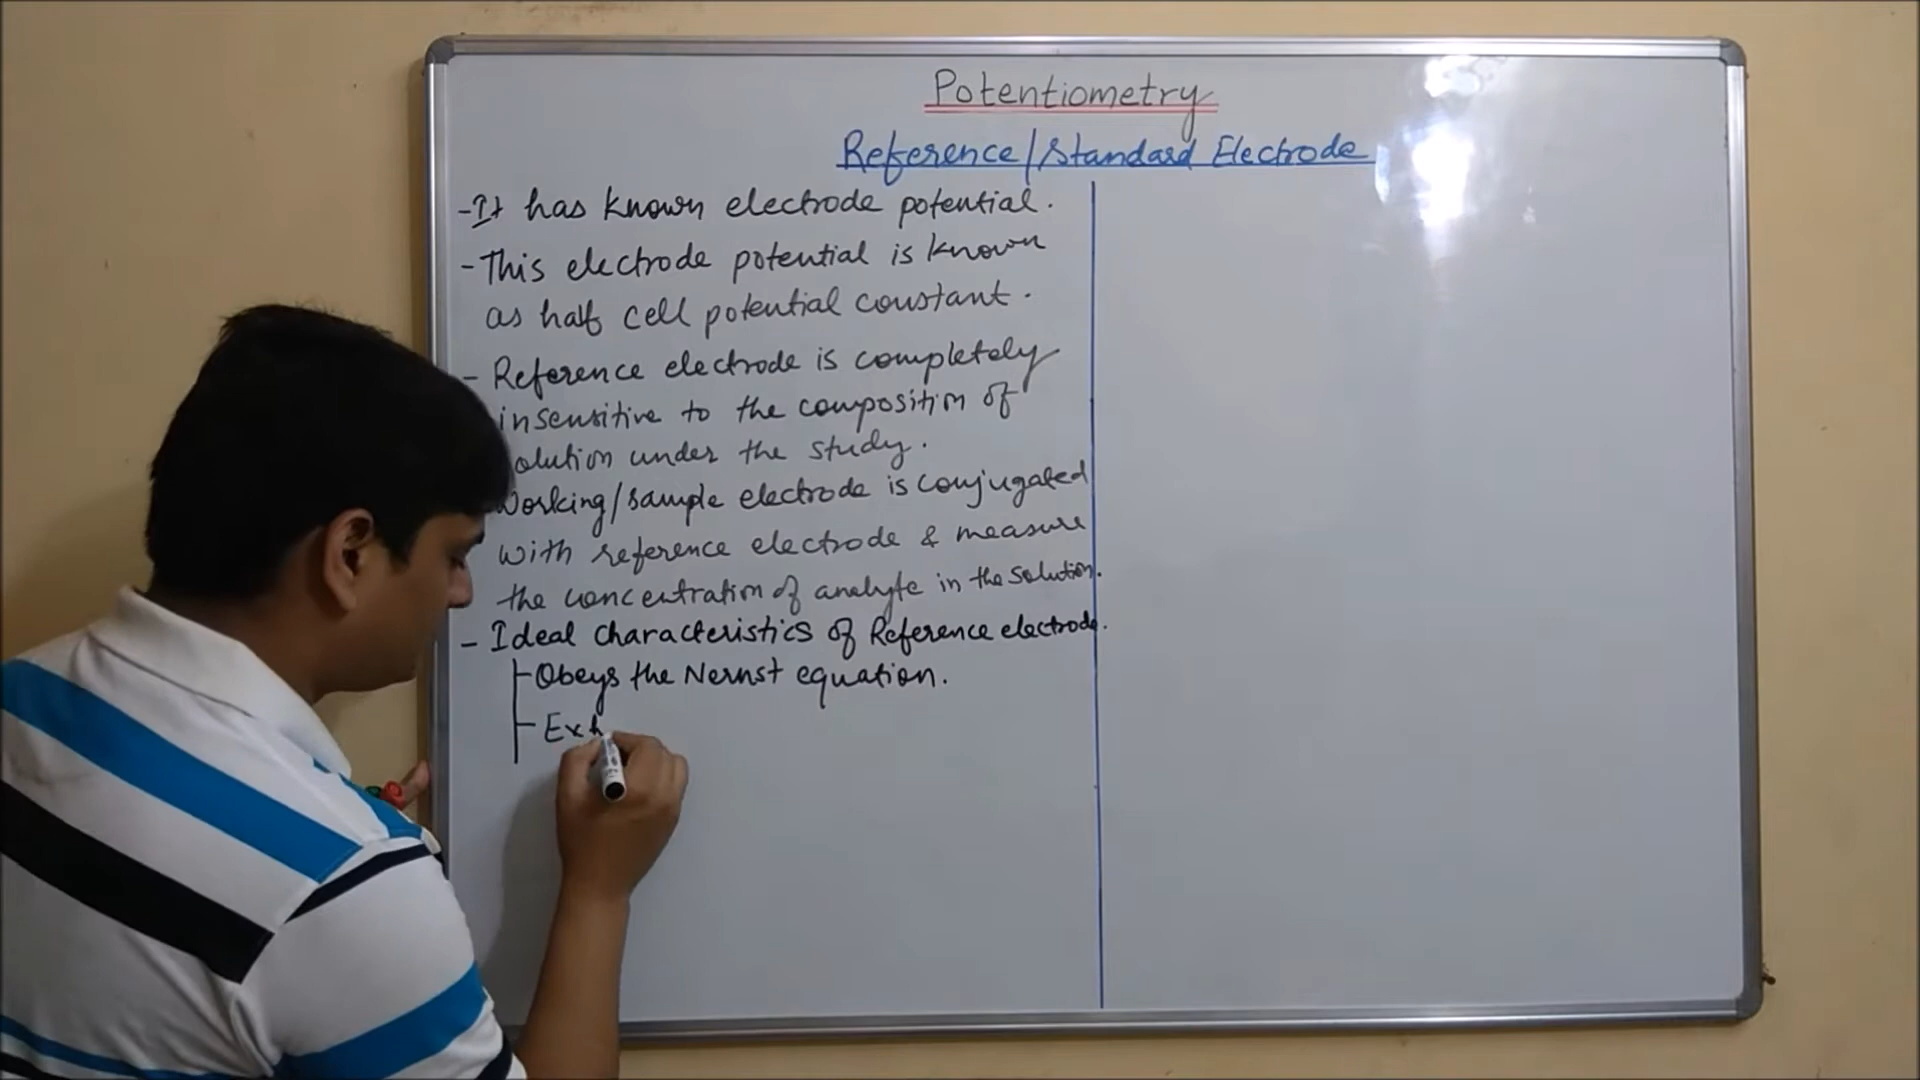 Potentiometry
Reference/Standard Electrode
- It has known electrode potential.
- This electrode potential is known
as half cell potential constant.
- Reference electrode is completely
insensitive to the composition of
olution under the study.
Working/sample electrode is conjugated
with reference electrode & measure
the concentration of analyte in the solution.
- Ideal characteristics of Reference electrode.
- Obeys the Nernst equation.
- Exh